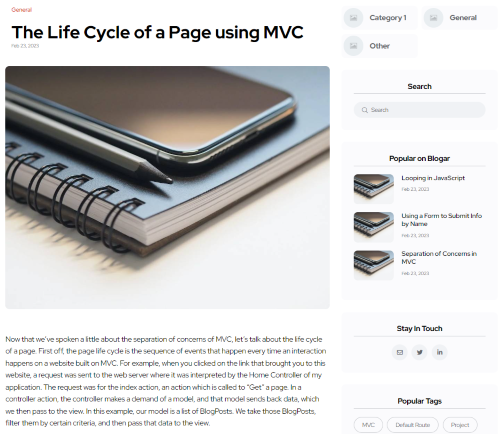 General
The Life Cycle of a Page using MVC
Feb 23, 2023
Now that we've spoken a little about the separation of concerns of MVC, let's talk about the life cycle
of a page. First off, the page life cycle is the sequence of events that happen every time an interaction
happens on a website built on MVC. For example, when you clicked on the link that brought you to this
website, a request was sent to the web server where it was interpreted by the Home Controller of my
application. The request was for the index action, an action which is called to "Get" a page. In a
controller action, the controller makes a demand of a model, and that model sends back data, which
we then pass to the view. In this example, our model is a list of BlogPosts. We take those BlogPosts,
filter them by certain criteria, and then pass that data to the view.
Category 1
General
Other
Search
Search
Popular on Blogar
Looping in JavaScript
Feb 23, 2023
Using a Form to Submit Info
by Name
Feb 23, 2023
Separation of Concerns in
MVC
Feb 23, 2023
Stay In Touch
Popular Tags
MVC
Default Route
Project